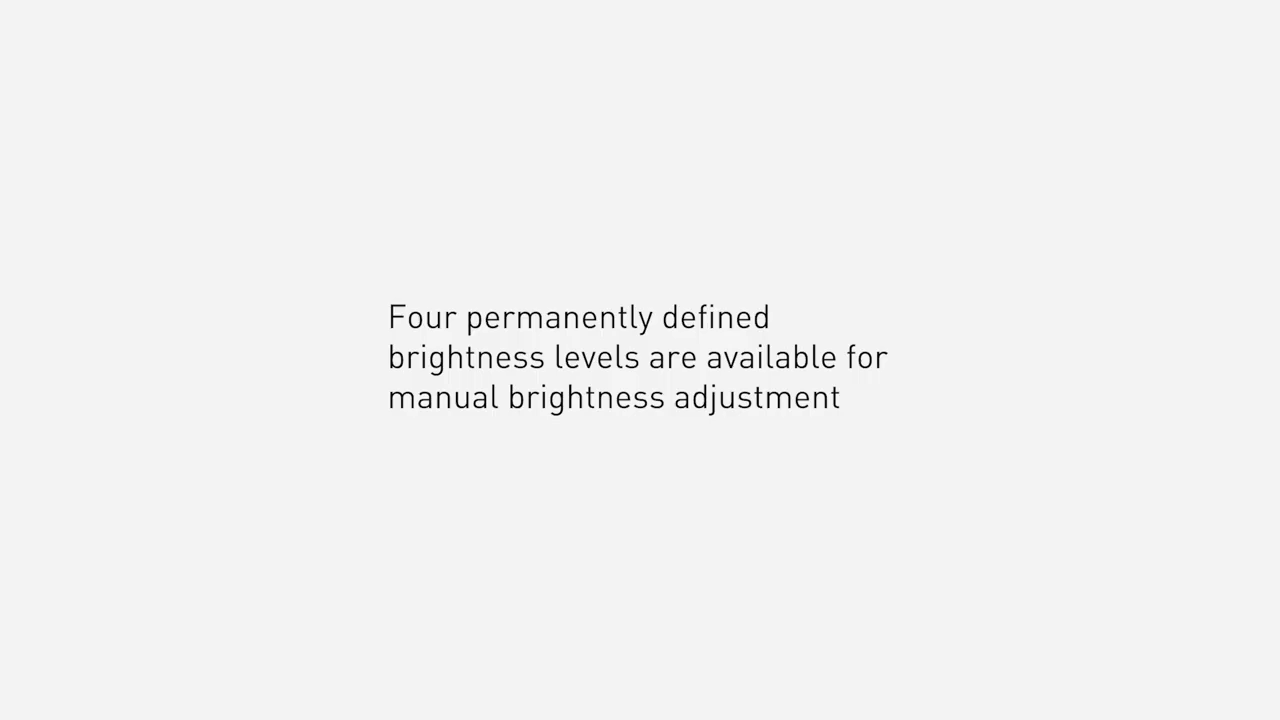 Four permanently defined
brightness levels are available for
manual brightness adjustment